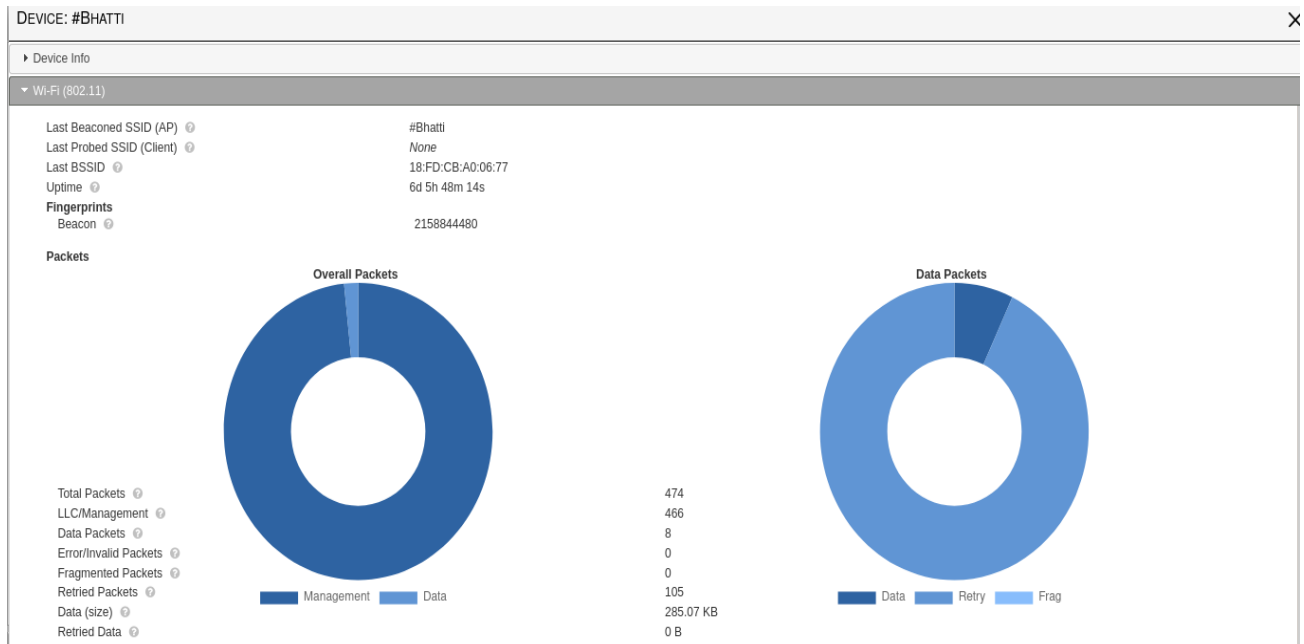 DEVICE: #BHATTI X
Device Info
Wi-Fi (802.11)
Last Beaconed SSID (AP) #Bhatti
Last Probed SSID (Client) None
Last BSSID 18:FD:CB:A0:06:77
Uptime 6d 5h 48m 14s
Fingerprints
Beacon 2158844480
Packets
Overall Packets Data Packets
Total Packets 474
LLC/Management 466
Data Packets 8
Error/Invalid Packets 0
Fragmented Packets 0
Retried Packets 105
Management Data Data Retry Frag
Data (size) 285.07 KB
Retried Data 0 B